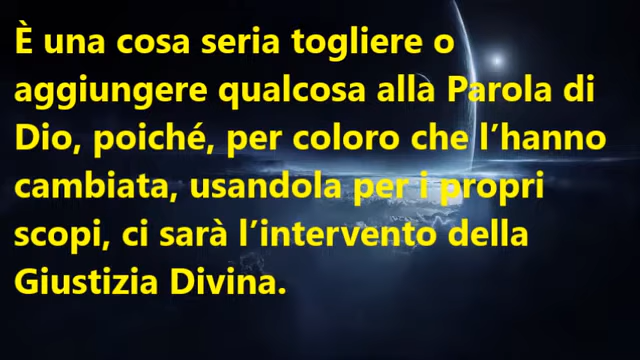 È una cosa seria togliere o
aggiungere qualcosa alla Parola di
Dio, poiché, per coloro che l’hanno
cambiata, usandola per i propri
scopi, ci sarà l’intervento della
Giustizia Divina.